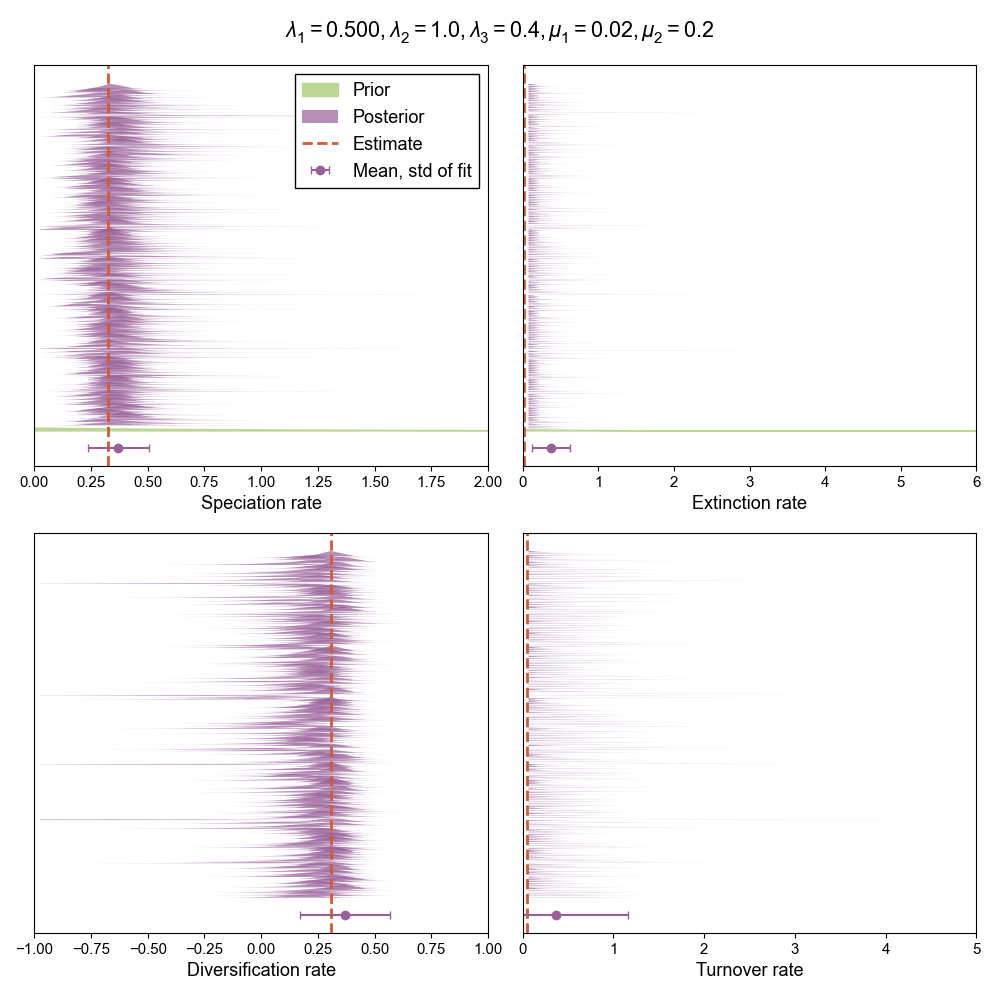 λ₁ = 0.500, λ₂ = 1.0, λ₃ = 0.4, μ₁ = 0.02, μ₂ = 0.2
Prior
Posterior
Estimate
Mean, std of fit
0.00 0.25 0.50 0.75 1.00 1.25 1.50 1.75 2.00
Speciation rate
0 1 2 3 4 5 6
Extinction rate
−1.00 −0.75 −0.50 −0.25 0.00 0.25 0.50 0.75 1.00
Diversification rate
0 1 2 3 4 5
Turnover rate